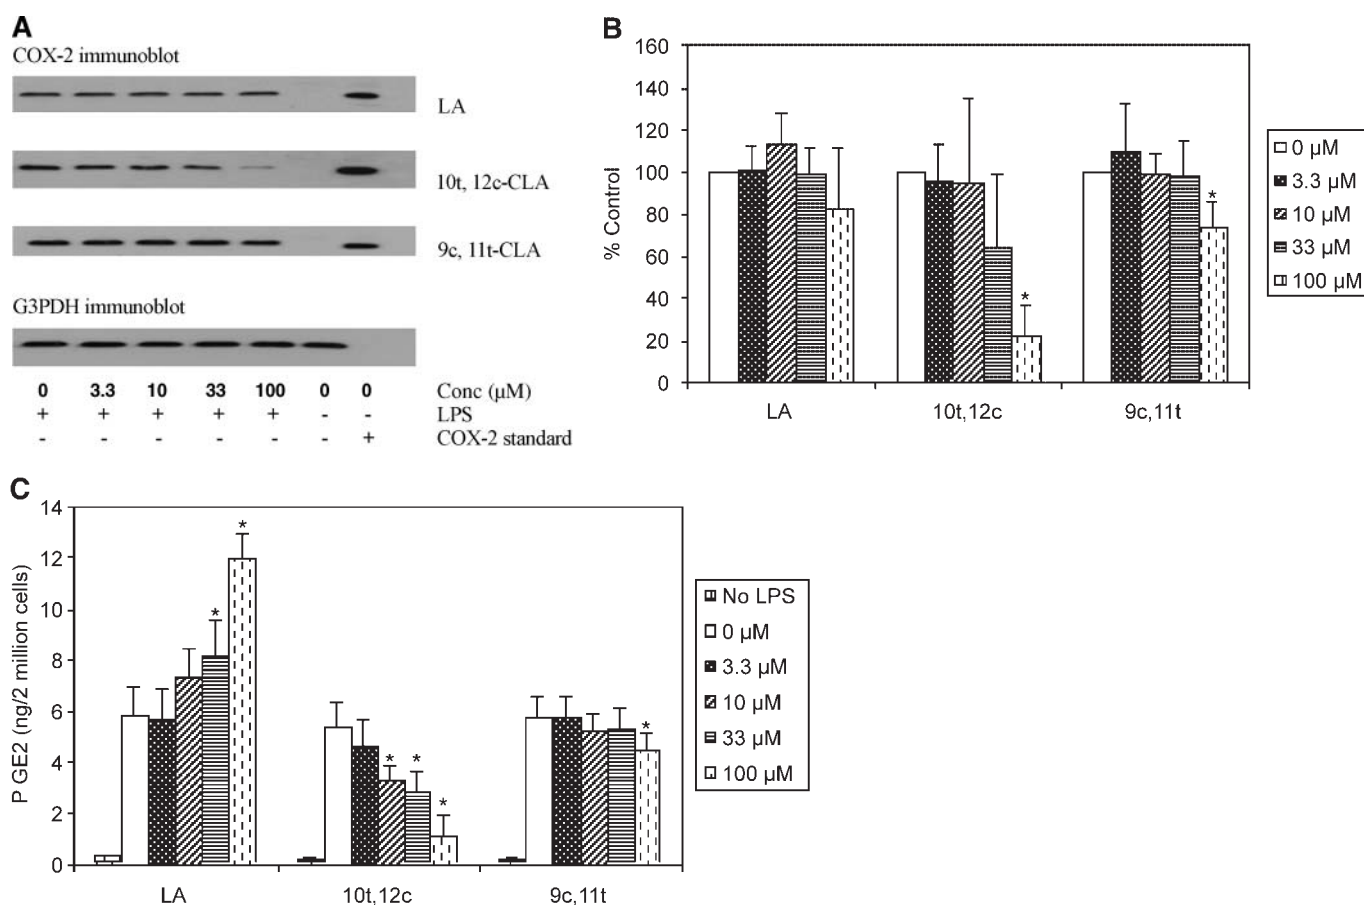 A
COX-2 immunoblot
LA
10t, 12c-CLA
9c, 11t-CLA
G3PDH immunoblot
0 3.3 10 33 100 0 0 Conc (µM)
+ + + + + - - LPS
- - - - - - + COX-2 standard
B
160
140
120
100
80
60
40
20
0
% Control
*
*
LA 10t,12c 9c,11t
0 µM
3.3 µM
10 µM
33 µM
100 µM
C
14
12
10
8
6
4
2
0
P GE2 (ng/2 million cells)
*
*
* *
*
*
LA 10t,12c 9c,11t
No LPS
0 µM
3.3 µM
10 µM
33 µM
100 µM